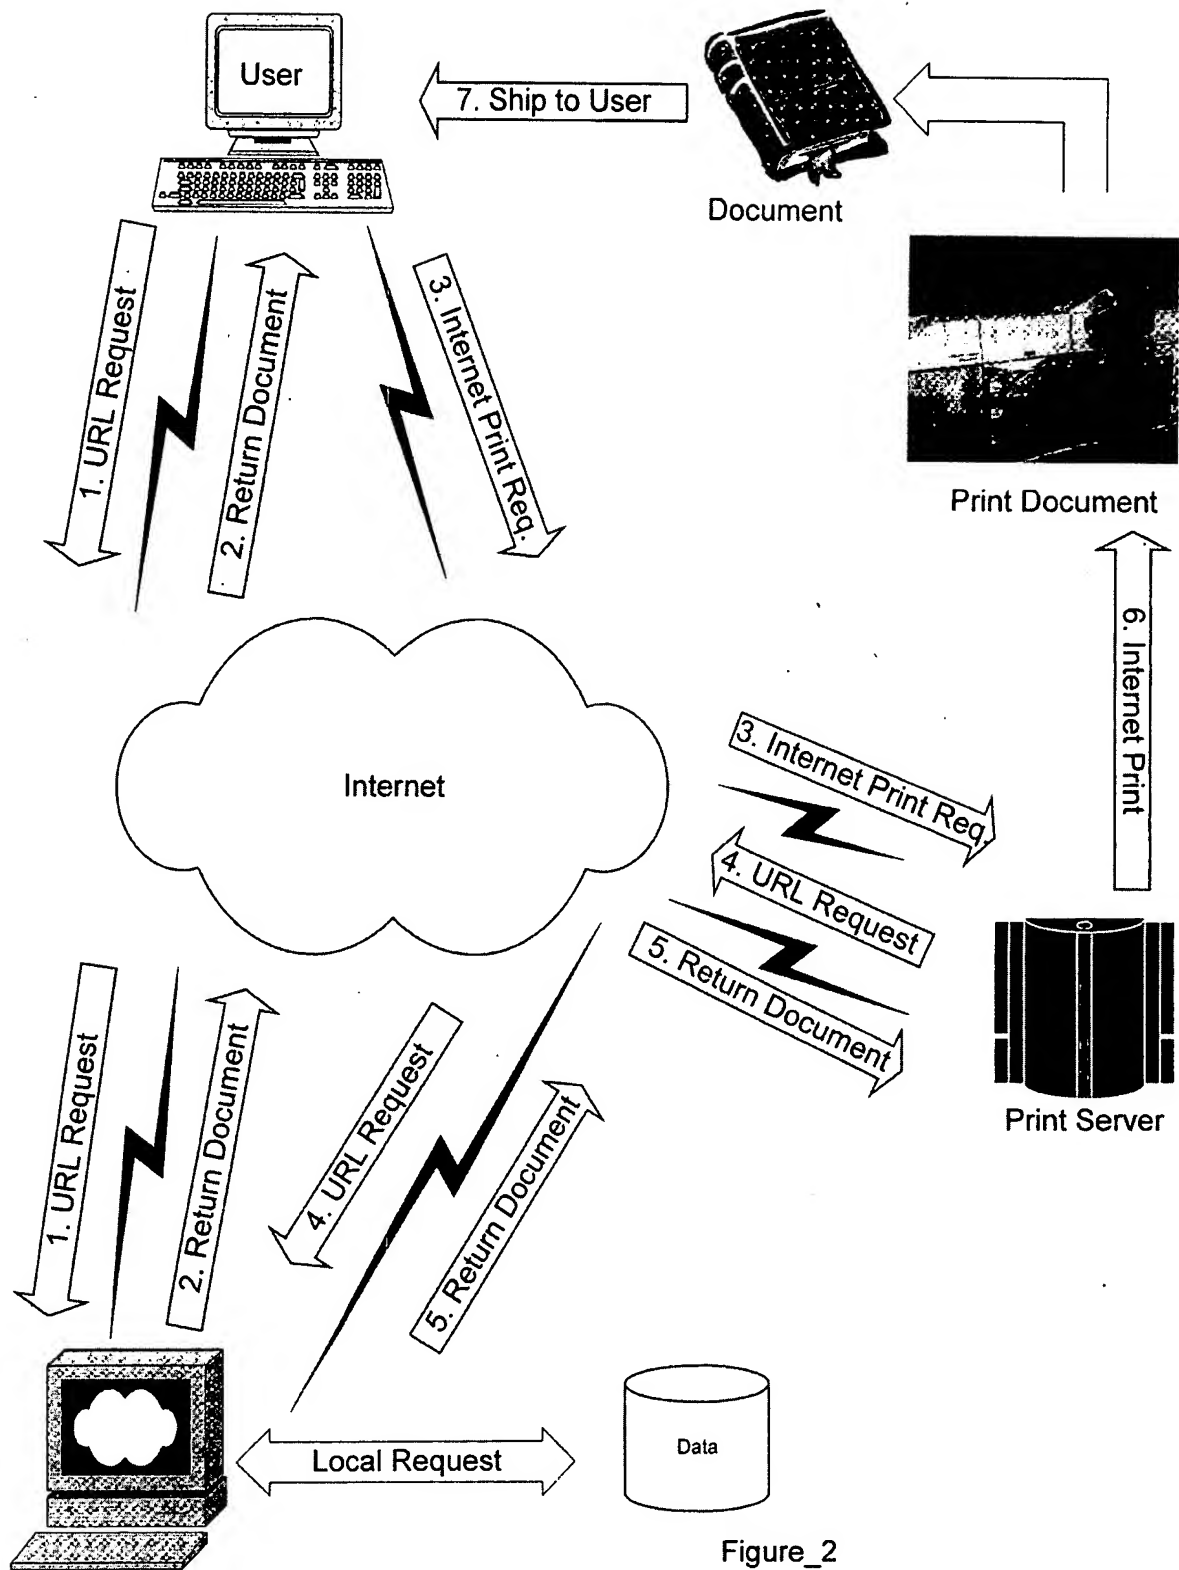 User
7. Ship to User
Document
1. URL Request
2. Return Document
3. Internet Print Req.
Print Document
6. Internet Print
Internet
3. Internet Print Req.
4. URL Request
5. Return Document
Print Server
1. URL Request
2. Return Document
4. URL Request
5. Return Document
Local Request
Data
Figure_2